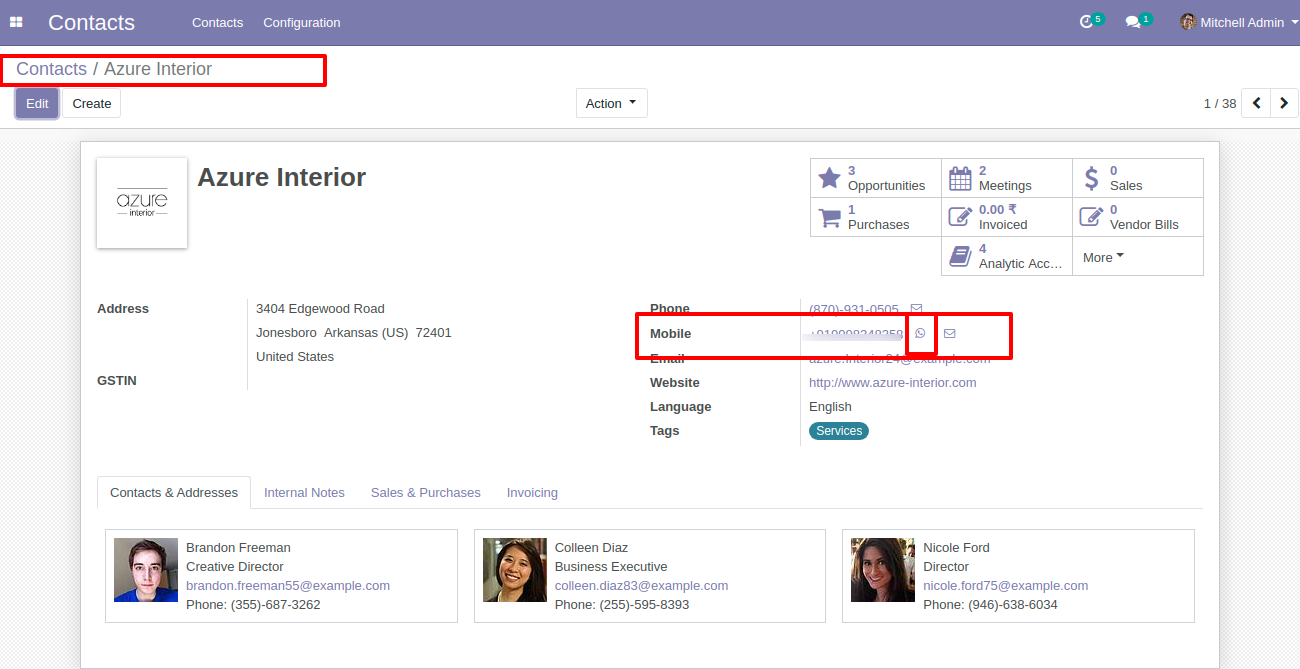 Contacts Contacts Configuration 5 1 Mitchell Admin
Contacts / Azure Interior
Edit Create Action 1 / 38
azure
interior
Azure Interior
3
Opportunities
2
Meetings
$ 0
Sales
1
Purchases
0.00 ₹
Invoiced
0
Vendor Bills
4
Analytic Acc...
More
Address
3404 Edgewood Road
Jonesboro Arkansas (US) 72401
United States
GSTIN
Phone (870)-931-0505
Mobile
Email azure.Interior24@example.com
Website http://www.azure-interior.com
Language English
Tags Services
Contacts & Addresses Internal Notes Sales & Purchases Invoicing
Brandon Freeman
Creative Director
brandon.freeman55@example.com
Phone: (355)-687-3262
Colleen Diaz
Business Executive
colleen.diaz83@example.com
Phone: (255)-595-8393
Nicole Ford
Director
nicole.ford75@example.com
Phone: (946)-638-6034